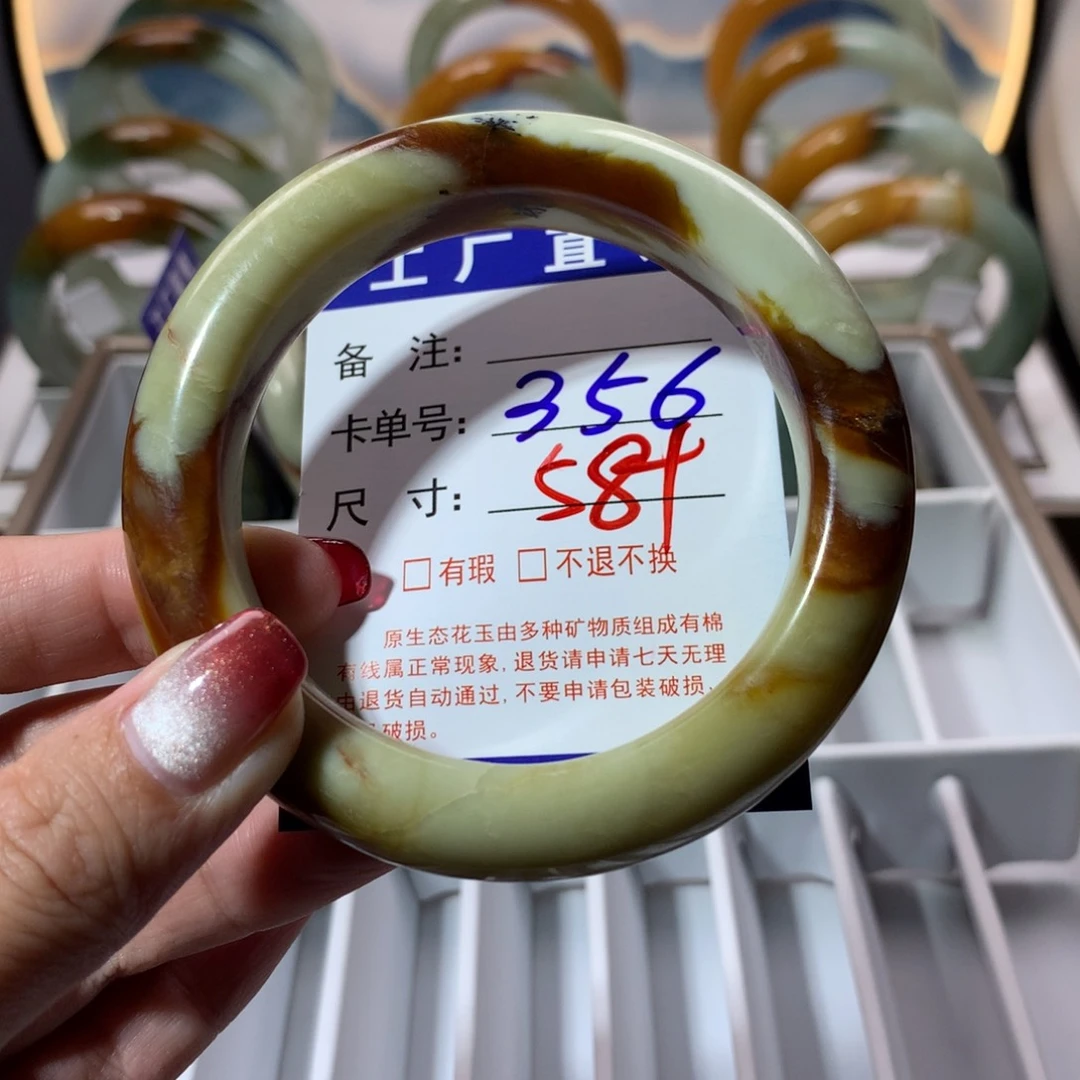 工厂直
备 注:
卡单号: 356
尺 寸: 58+
□有瑕 □不退不换
原生态花玉由多种矿物质组成有棉
有线属正常现象, 退货请申请七天无理
由退货自动通过, 不要申请包装破损、
破损。